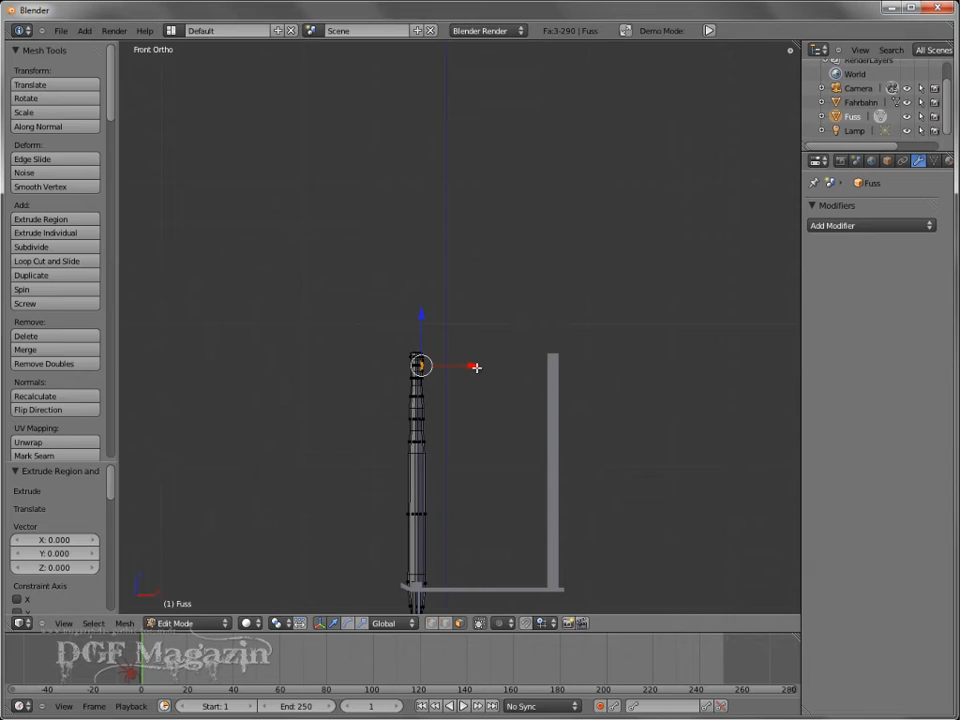 Blender
File Add Render Default Scene Blender Render Fa:3-290 | Fuss Demo Mode
Mesh Tools
Transform:
Translate
Rotate
Scale
Along Normal
Deform:
Edge Slide
Noise
Smooth Vertex
Add:
Extrude Region
Extrude Individual
Subdivide
Loop Cut and Slide
Duplicate
Spin
Screw
Remove:
Delete
Merge
Remove Doubles
Normals:
Recalculate
Flip Direction
UV Mapping:
Unwrap
Mark Seam
Extrude Region and
Extrude
Translate
Vector
X: 0.000
Y: 0.000
Z: 0.000
Constraint Axis
X
Front Ortho
(1) Fuss
View Search All Scenes
RenderLayers
World
Camera
Fahrbahn
Fuss
Lamp
Fuss
Modifiers
Add Modifier
View Select Mesh Edit Mode Global
DGF Magazin
-40 -20 0 20 40 60 80 100 120 140 160 180 200 220 240 260 280
View Frame Playback Start: 1 End: 250 1 No Sync